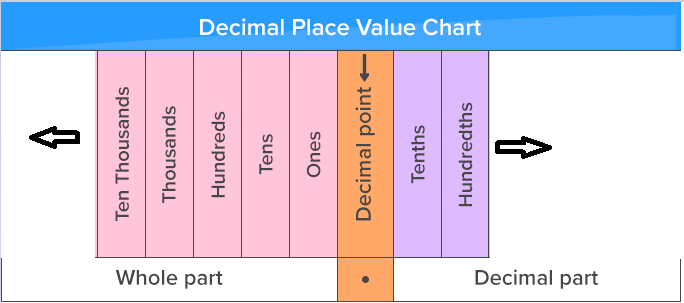 Decimal Place Value Chart
Ten Thousands
Thousands
Hundreds
Tens
Ones
Decimal point
Tenths
Hundredths
Whole part
•
Decimal part